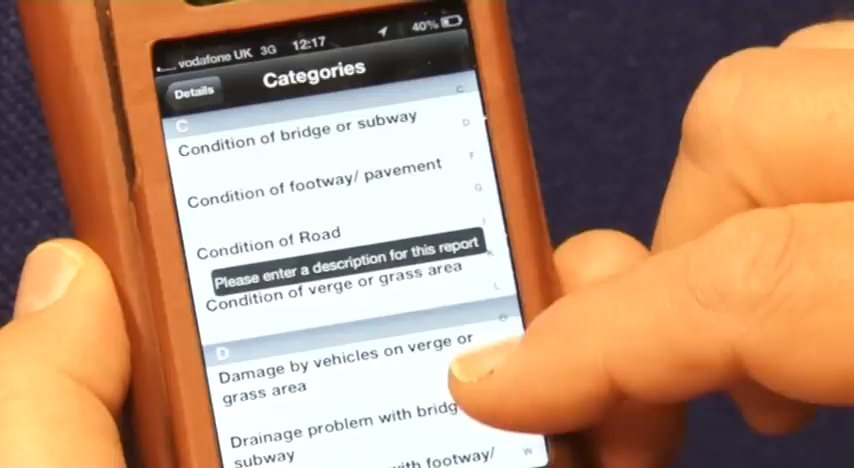 vodafone UK 3G 12:17 40%
Details
Categories
C
Condition of bridge or subway
Condition of footway/ pavement
Condition of Road
Please enter a description for this report
Condition of verge or grass area
D
Damage by vehicles on verge or
grass area
Drainage problem with bridg
subway
with footway/
C
D
F
G
I
K
L
O
W